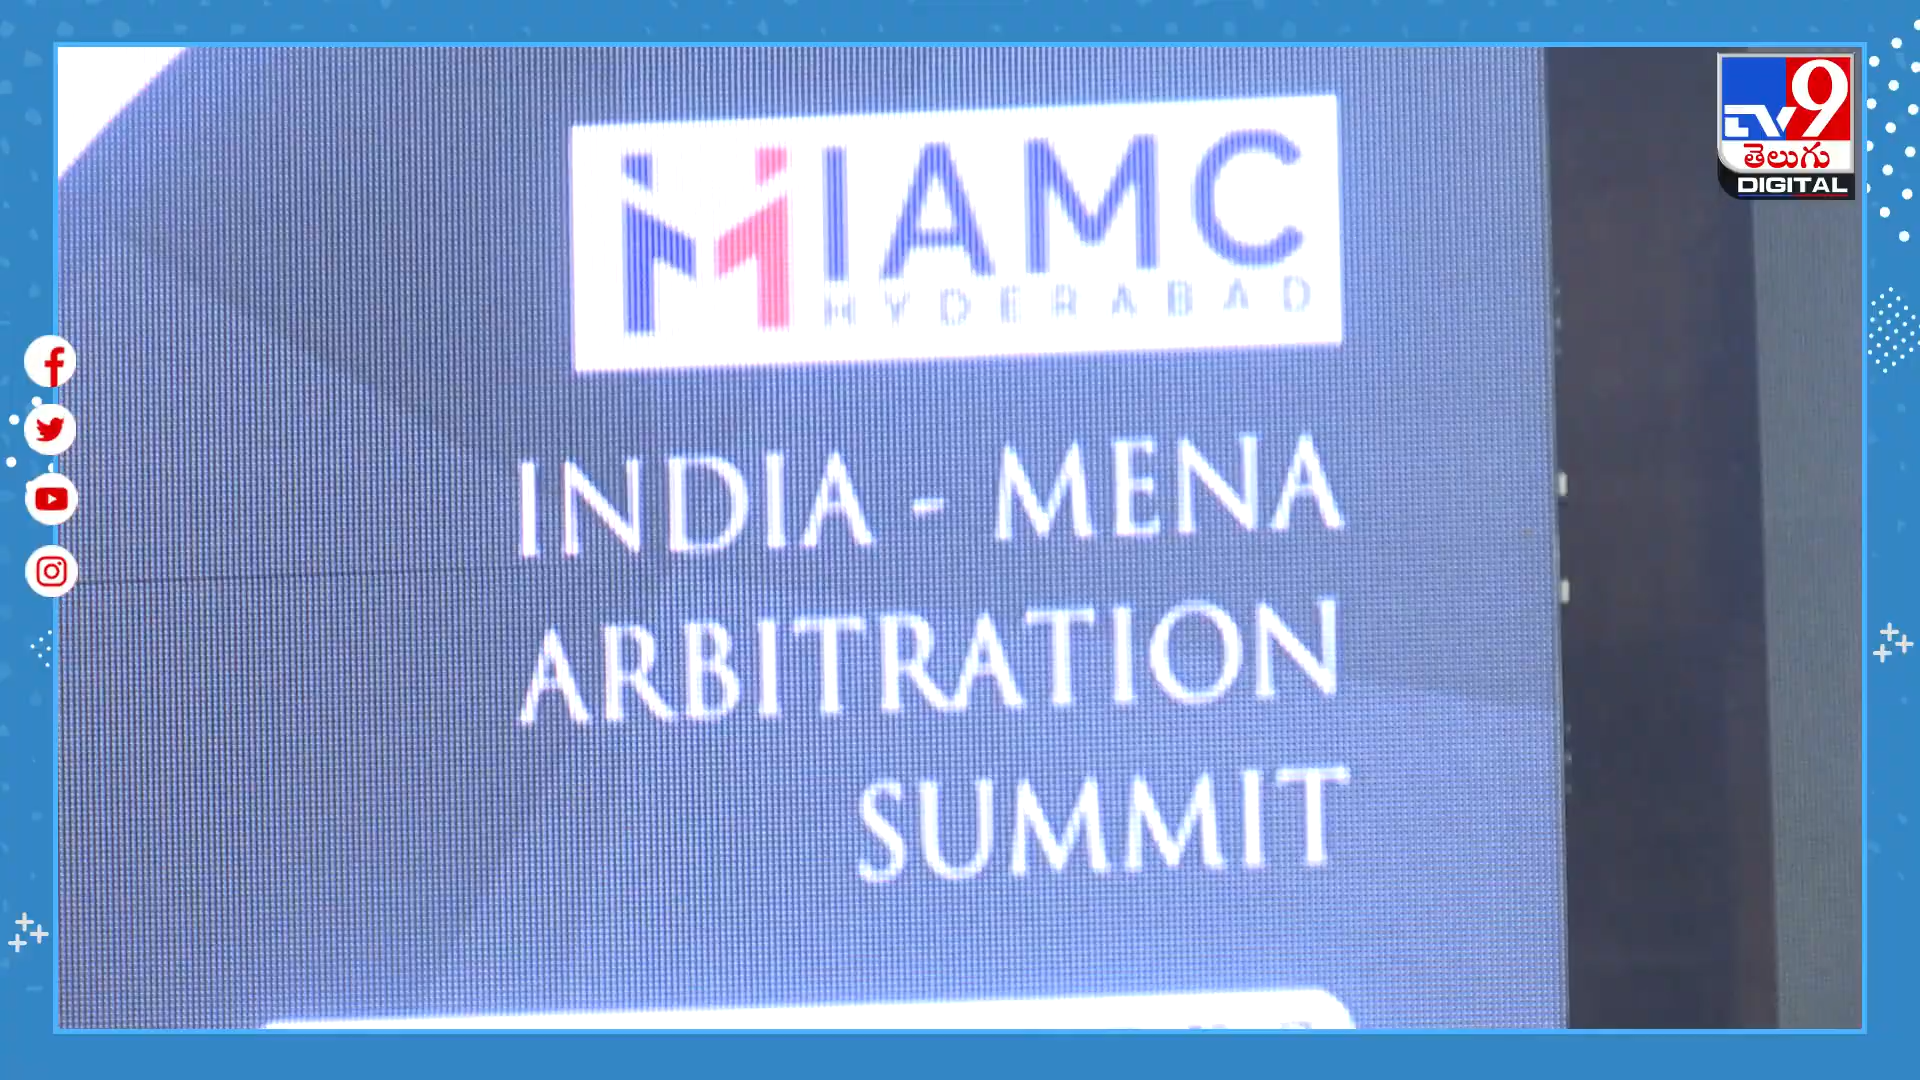 IAMC
HYDERABAD
INDIA - MENA
ARBITRATION
SUMMIT
TV9
తెలుగు
DIGITAL